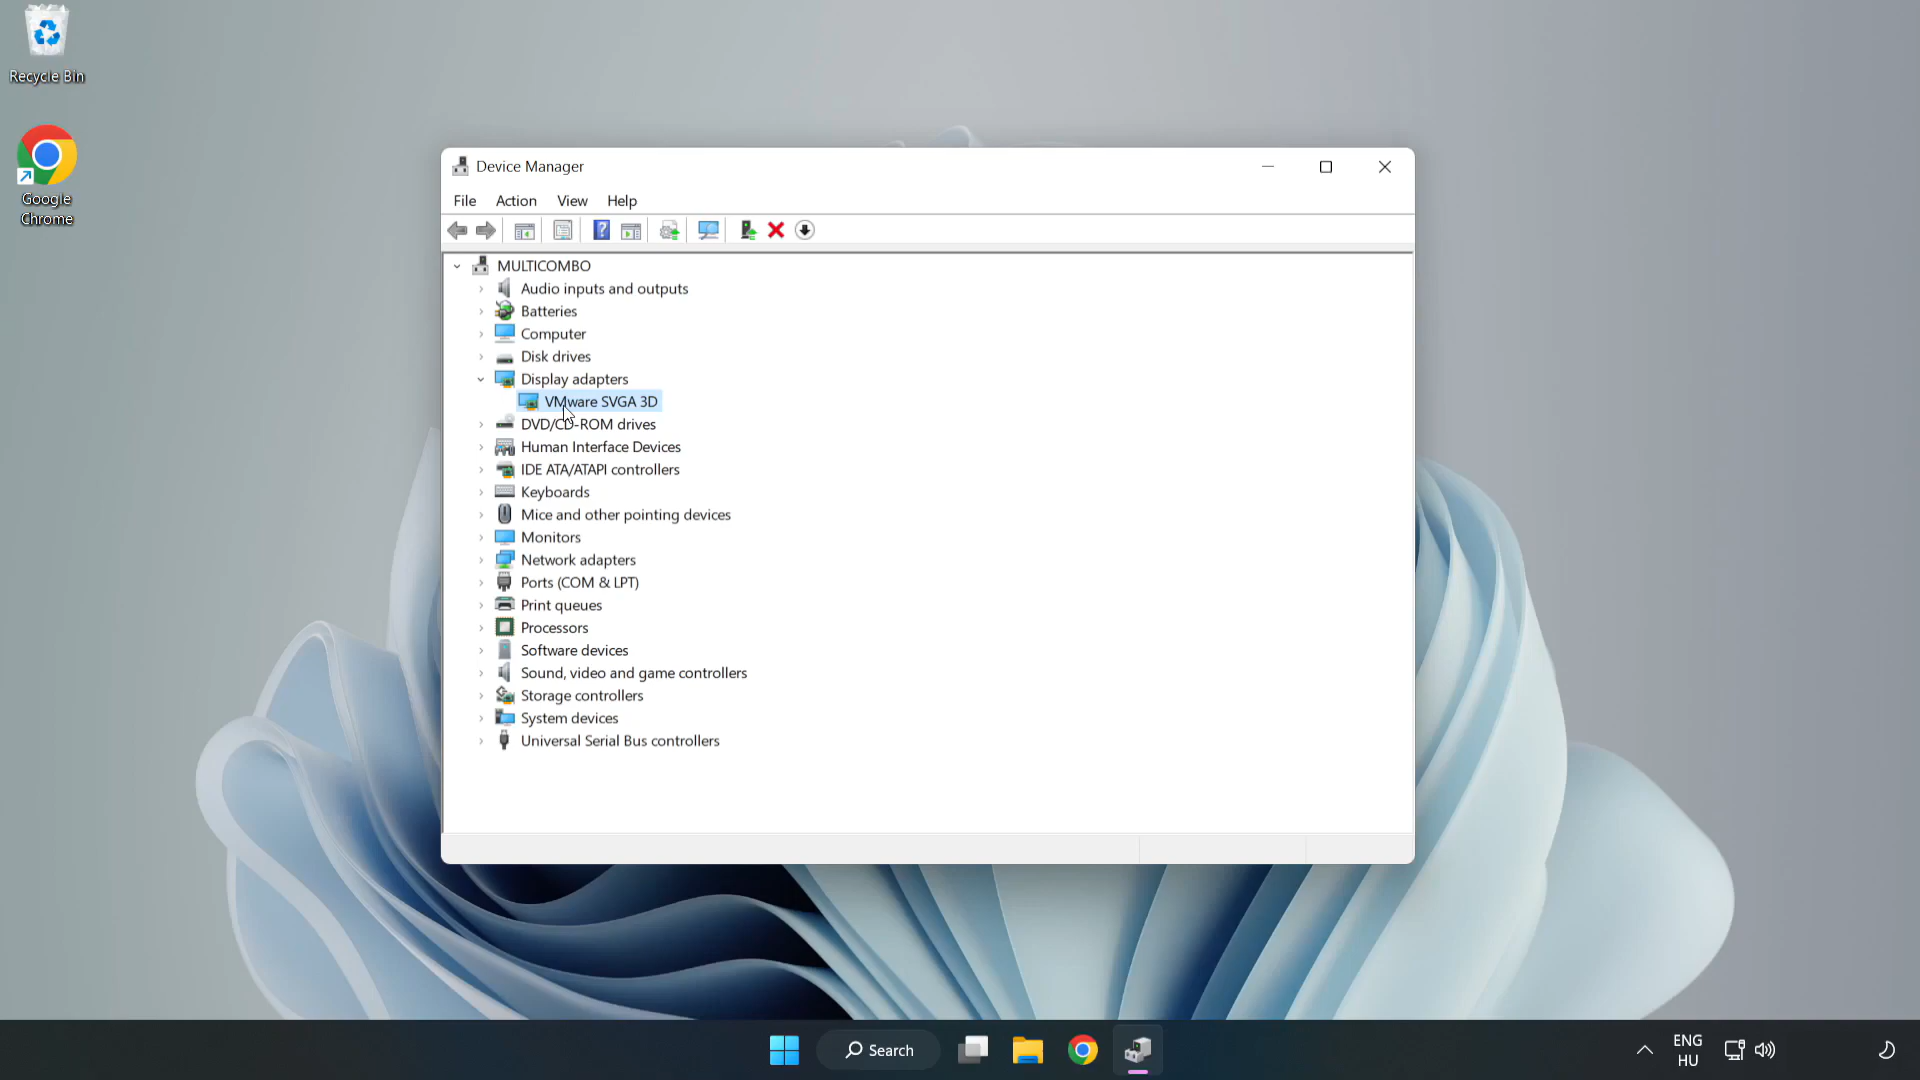 Recycle Bin
Google
Chrome
Device Manager
File Action View Help
MULTICOMBO
Audio inputs and outputs
Batteries
Computer
Disk drives
Display adapters
VMware SVGA 3D
DVD/CD-ROM drives
Human Interface Devices
IDE ATA/ATAPI controllers
Keyboards
Mice and other pointing devices
Monitors
Network adapters
Ports (COM & LPT)
Print queues
Processors
Software devices
Sound, video and game controllers
Storage controllers
System devices
Universal Serial Bus controllers
Search
ENG
HU